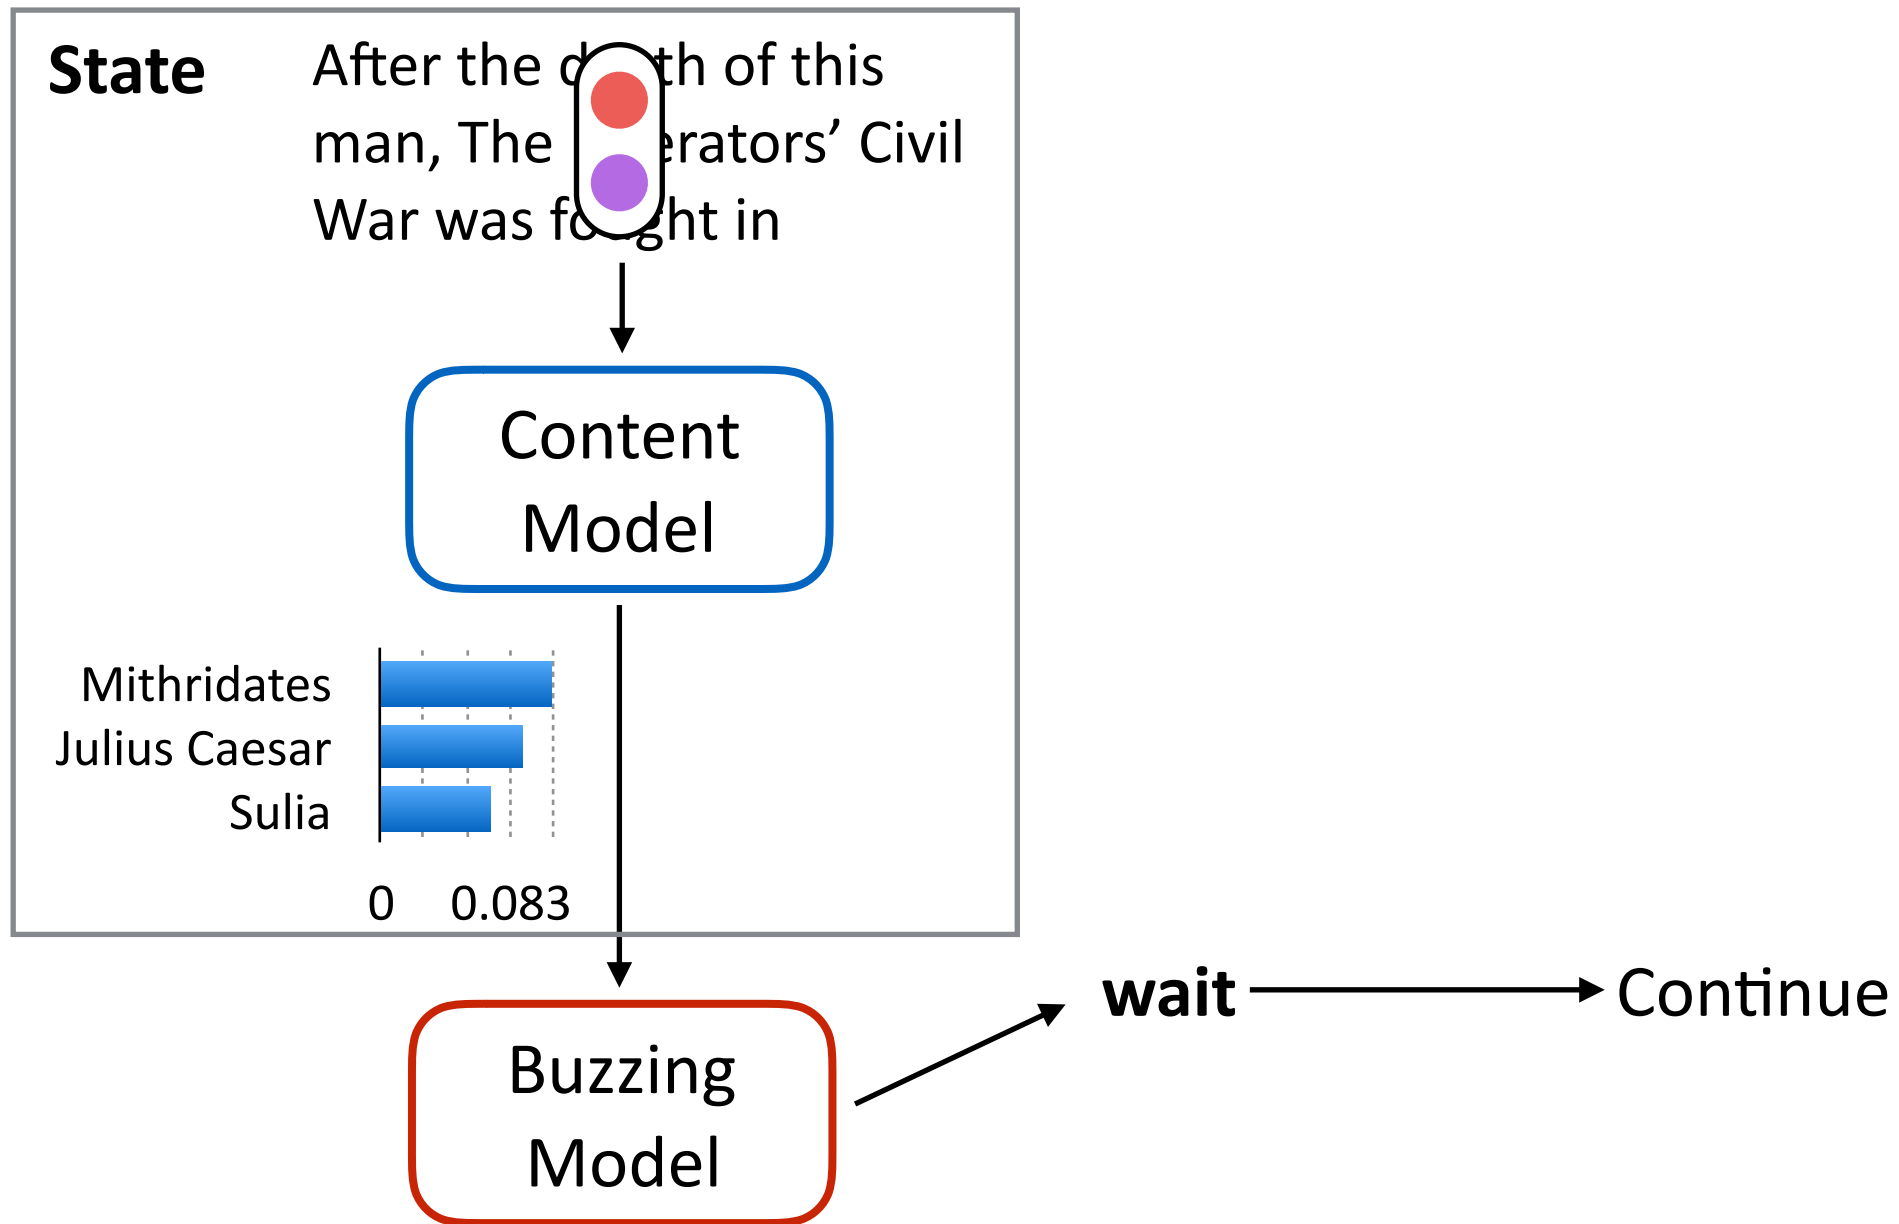 State
After the d th of this
man, The erators’ Civil
War was fought in
Content
Model
Mithridates
Julius Caesar
Sulia
0 0.083
wait
Continue
Buzzing
Model